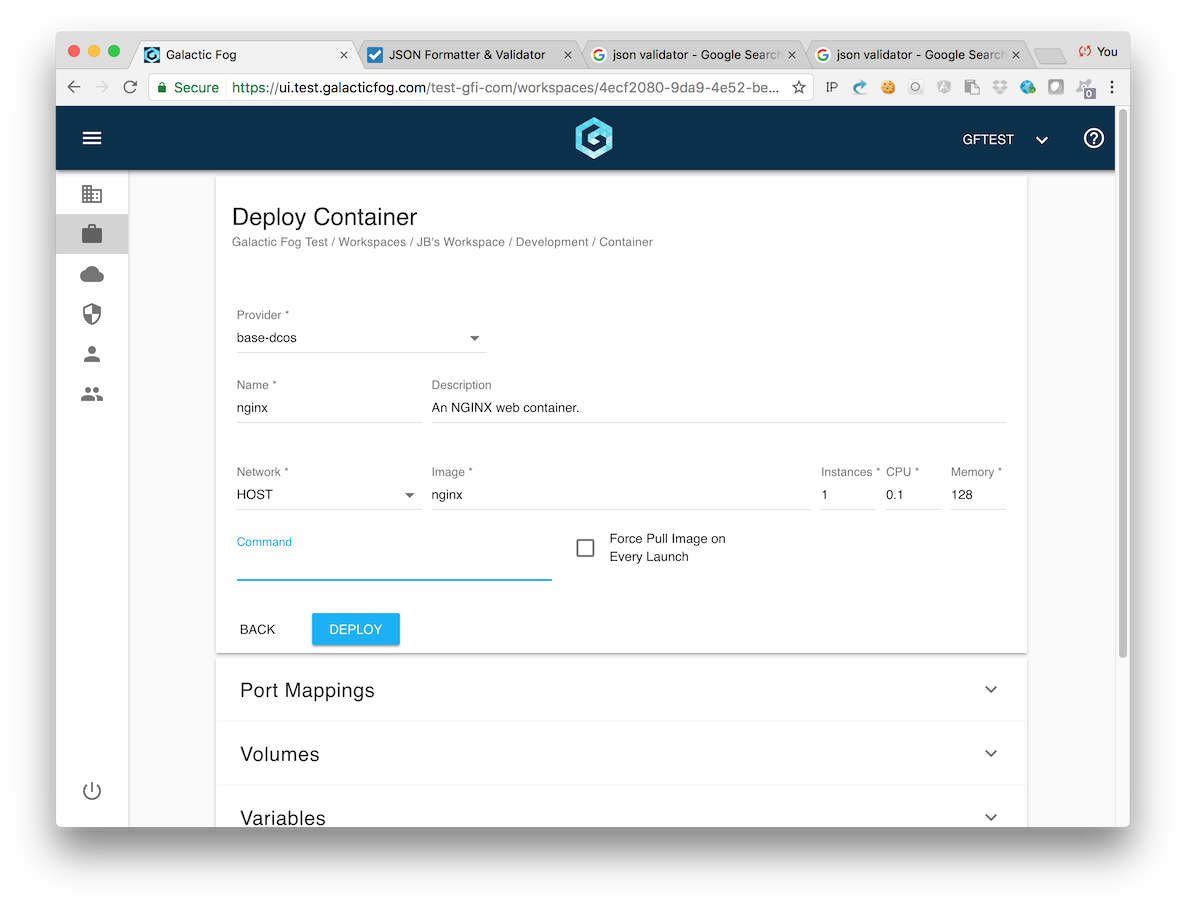 Galactic Fog
JSON Formatter & Validator
json validator - Google Search
json validator - Google Search
You
Secure
https://ui.test.galacticfog.com/test-gfi-com/workspaces/4ecf2080-9da9-4e52-be...
IP
0
GFTEST
Deploy Container
Galactic Fog Test / Workspaces / JB's Workspace / Development / Container
Provider *
base-dcos
Name *
Description
nginx
An NGINX web container.
Network *
Image *
Instances *
CPU *
Memory *
HOST
nginx
1
0.1
128
Command
Force Pull Image on
Every Launch
BACK
DEPLOY
Port Mappings
Volumes
Variables